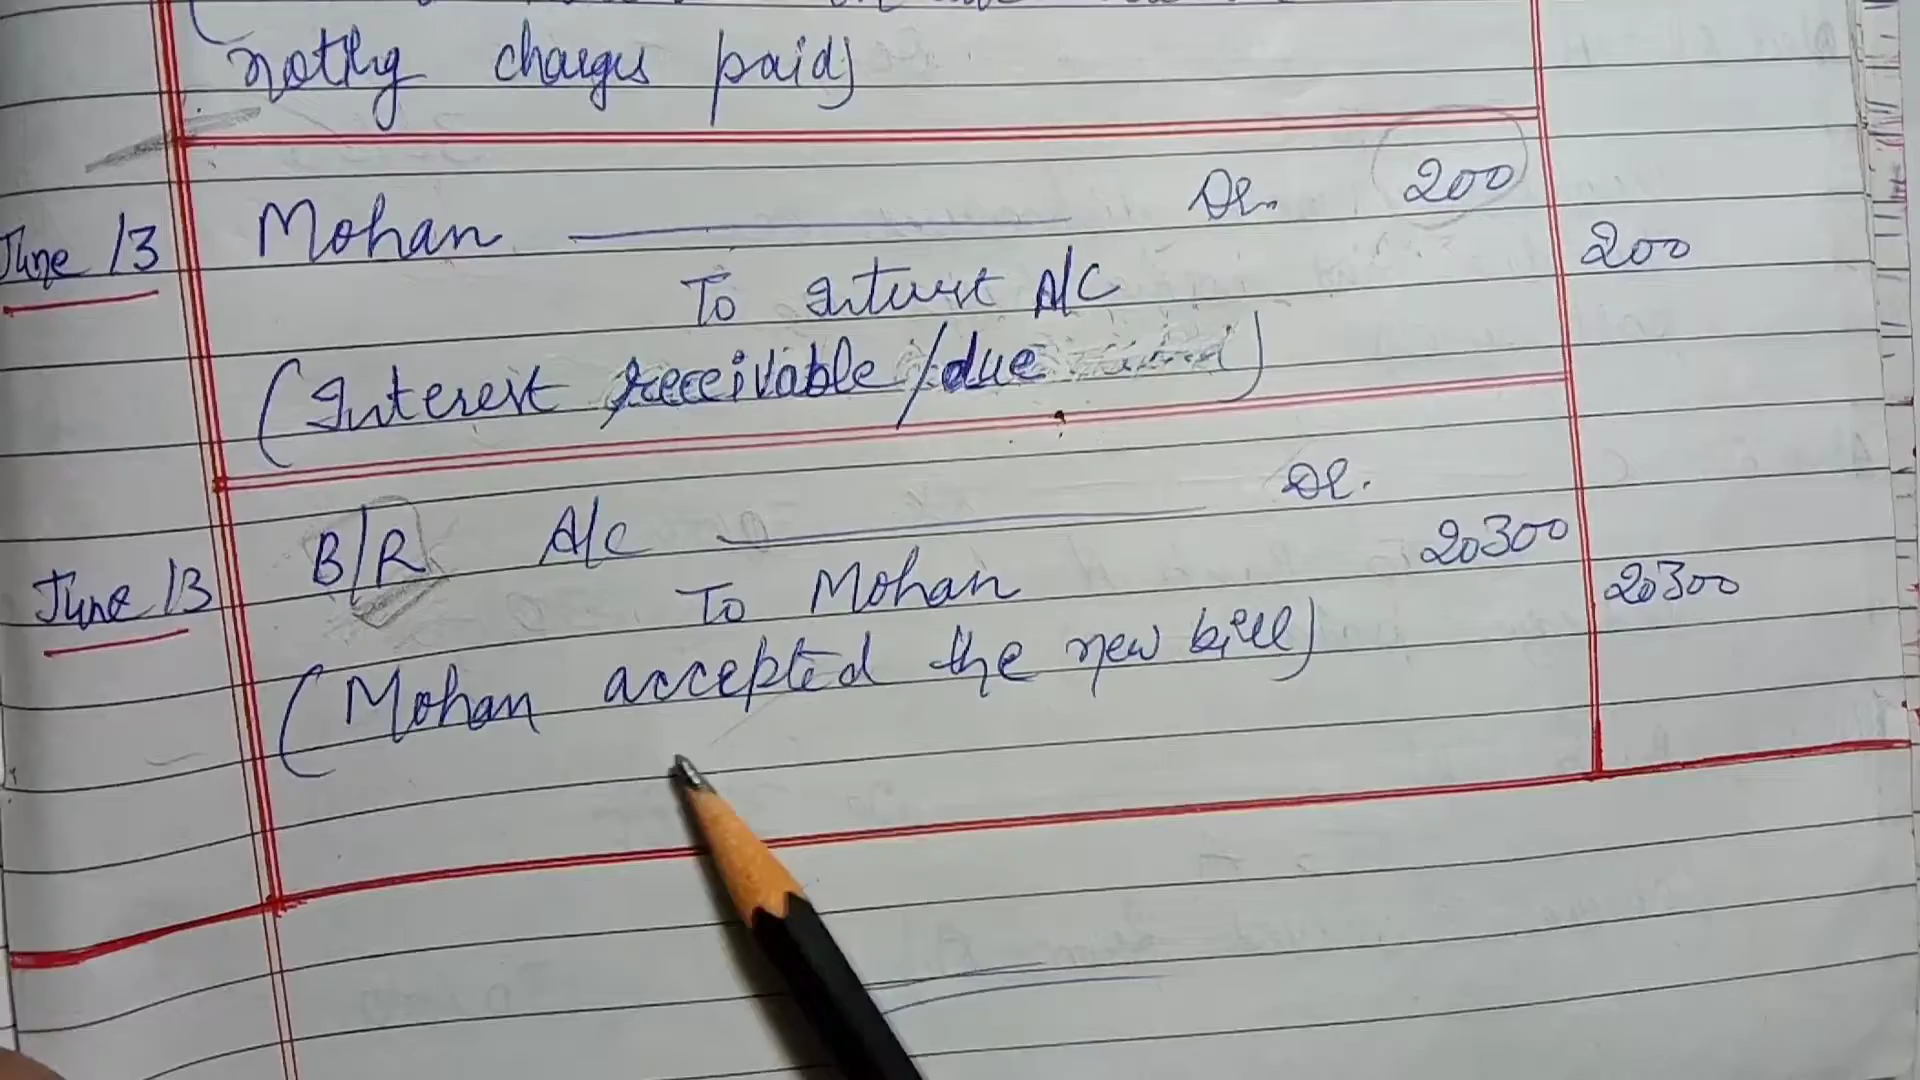 notlhg charges paid)
June 13 Mohan Dr. 200
To Interest A/C 200
(Interest receivable/due)
B/R A/c Dr. 20300
June 13 To Mohan 20300
(Mohan accepted the new bill)